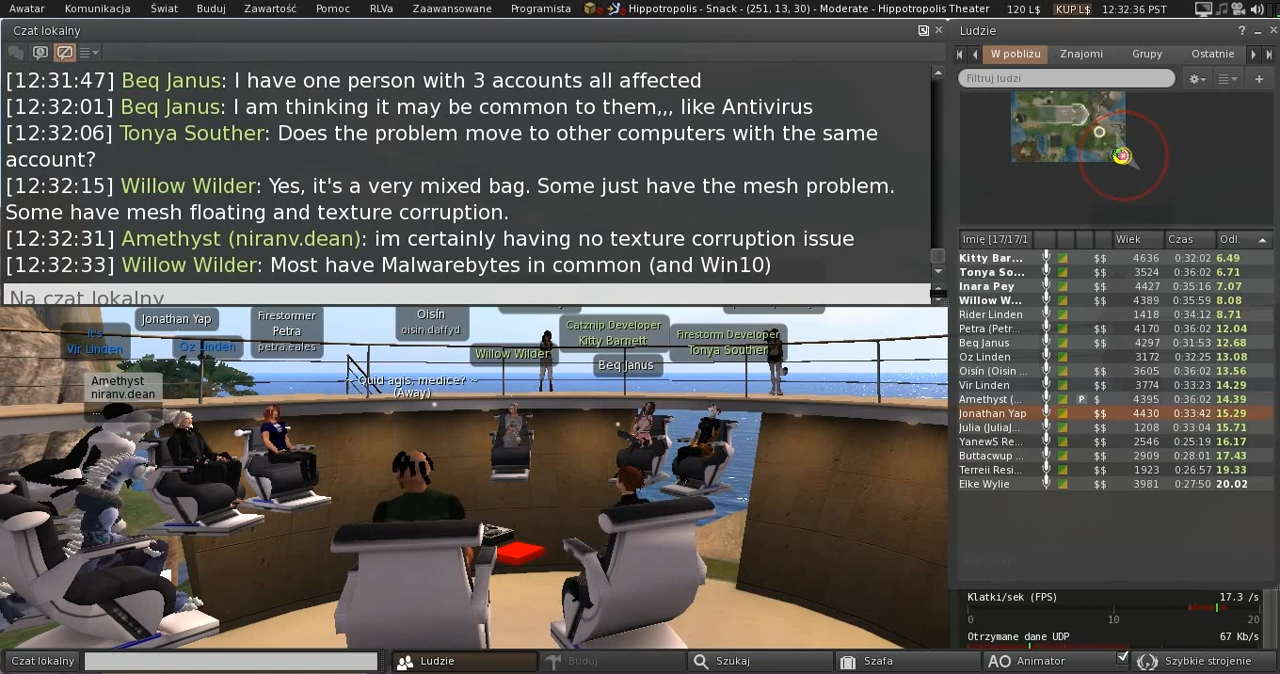 Awatar Komunikacja Świat Buduj Zawartość Pomoc RLVa Zaawansowane Programista Hippotropolis - Snack - (251, 13, 30) - Moderate - Hippotropolis Theater 120 L$ KUP L$ 12:32:36 PST
Czat lokalny
[12:31:47] Beq Janus: I have one person with 3 accounts all affected
[12:32:01] Beq Janus: I am thinking it may be common to them,,, like Antivirus
[12:32:06] Tonya Souther: Does the problem move to other computers with the same
account?
[12:32:15] Willow Wilder: Yes, it's a very mixed bag. Some just have the mesh problem.
Some have mesh floating and texture corruption.
[12:32:31] Amethyst (niranv.dean): im certainly having no texture corruption issue
[12:32:33] Willow Wilder: Most have Malwarebytes in common (and Win10)
Na czat lokalny
It's
Vir Linden
Jonathan Yap
Oz Linden
Firestormer
Petra
petra.eales
Oisín
oisin.daffyd
Willow Wilder
Catznip Developer
Kitty Barnett
Beq Janus
Firestorm Developer
Tonya Souther
Amethyst
niranv.dean
...
~ Quid agis, medice? ~
(Away)
Ludzie
W pobliżu Znajomi Grupy Ostatnie
Filtruj ludzi
Imię [17/17/1 Wiek Czas Odl.
Kitty Bar... $$ 4636 0:32:02 6.49
Tonya So... $$ 3524 0:36:02 6.71
Inara Pey $$ 4427 0:35:16 7.07
Willow W... $$ 4389 0:35:59 8.08
Rider Linden 1418 0:34:12 8.71
Petra (Petr... $$ 4170 0:36:02 12.04
Beq Janus $$ 4297 0:31:53 12.68
Oz Linden 3172 0:32:25 13.08
Oisín (Oisin ... $$ 3605 0:36:02 13.56
Vir Linden $$ 3774 0:33:23 14.29
Amethyst (... P $ 4395 0:36:02 14.39
Jonathan Yap $$ 4430 0:33:42 15.29
Julia (JuliaJ... $$ 1208 0:33:04 15.71
YanewS Re... $$ 2546 0:25:19 16.17
Buttacwup ... $$ 2909 0:28:01 17.43
Terreii Resi... $$ 1923 0:26:57 19.33
Elke Wylie $$ 3981 0:27:50 20.02
Klatki/sek (FPS) 17.3 /s
0 10 20
Otrzymane dane UDP 67 Kb/s
Czat lokalny Ludzie Buduj Szukaj Szafa AO Animator Szybkie strojenie